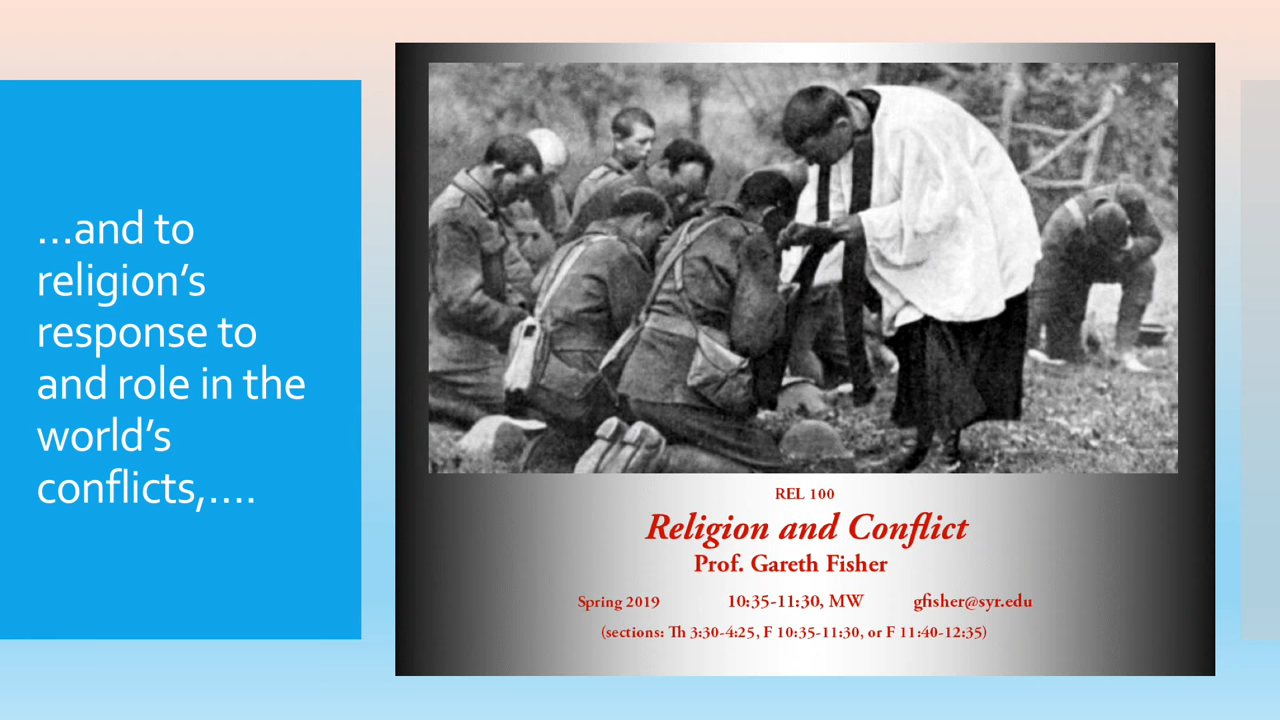 ...and to
religion's
response to
and role in the
world's
conflicts,....
REL 100
Religion and Conflict
Prof. Gareth Fisher
Spring 2019 10:35-11:30, MW gfisher@syr.edu
(sections: Th 3:30-4:25, F 10:35-11:30, or F 11:40-12:35)